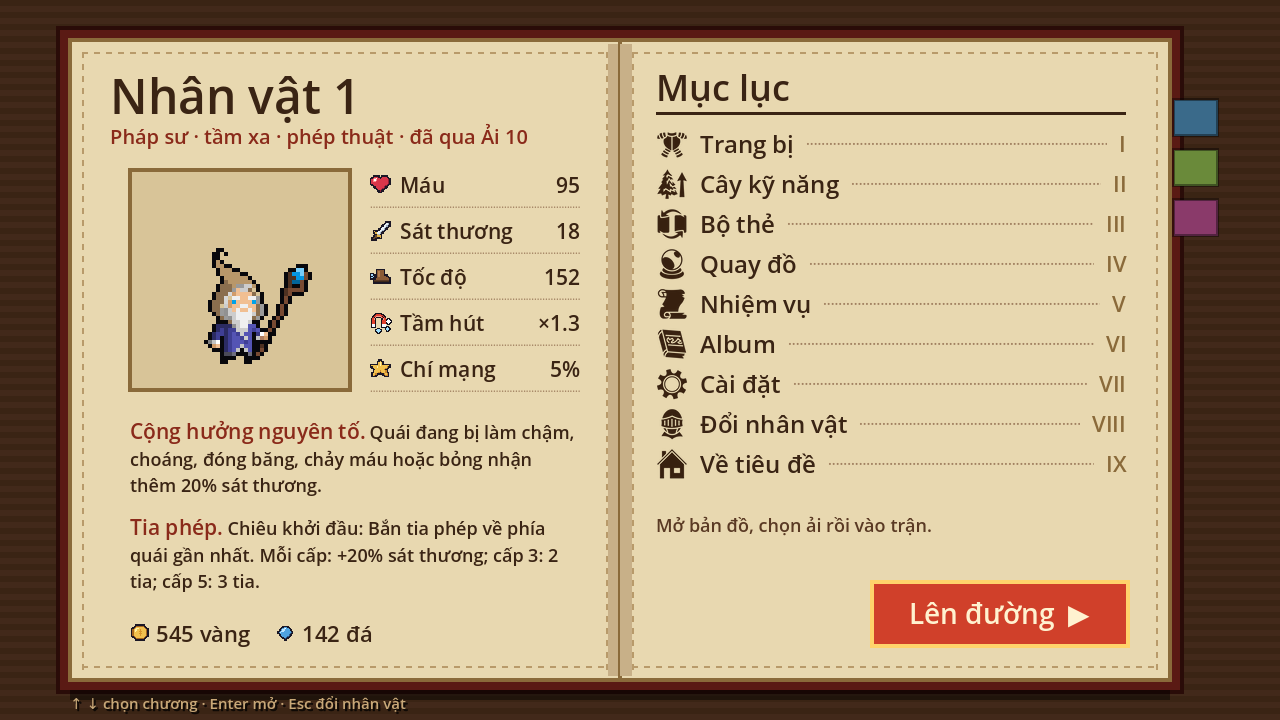 Nhân vật 1
Pháp sư · tầm xa · phép thuật · đã qua Ải 10
Máu 95
Sát thương 18
Tốc độ 152
Tầm hút ×1.3
Chí mạng 5%
Cộng hưởng nguyên tố. Quái đang bị làm chậm,
choáng, đóng băng, chảy máu hoặc bỏng nhận
thêm 20% sát thương.
Tia phép. Chiêu khởi đầu: Bắn tia phép về phía
quái gần nhất. Mỗi cấp: +20% sát thương; cấp 3: 2
tia; cấp 5: 3 tia.
545 vàng 142 đá
Mục lục
Trang bị I
Cây kỹ năng II
Bộ thẻ III
Quay đồ IV
Nhiệm vụ V
Album VI
Cài đặt VII
Đổi nhân vật VIII
Về tiêu đề IX
Mở bản đồ, chọn ải rồi vào trận.
Lên đường ▶
↑ ↓ chọn chương · Enter mở · Esc đổi nhân vật